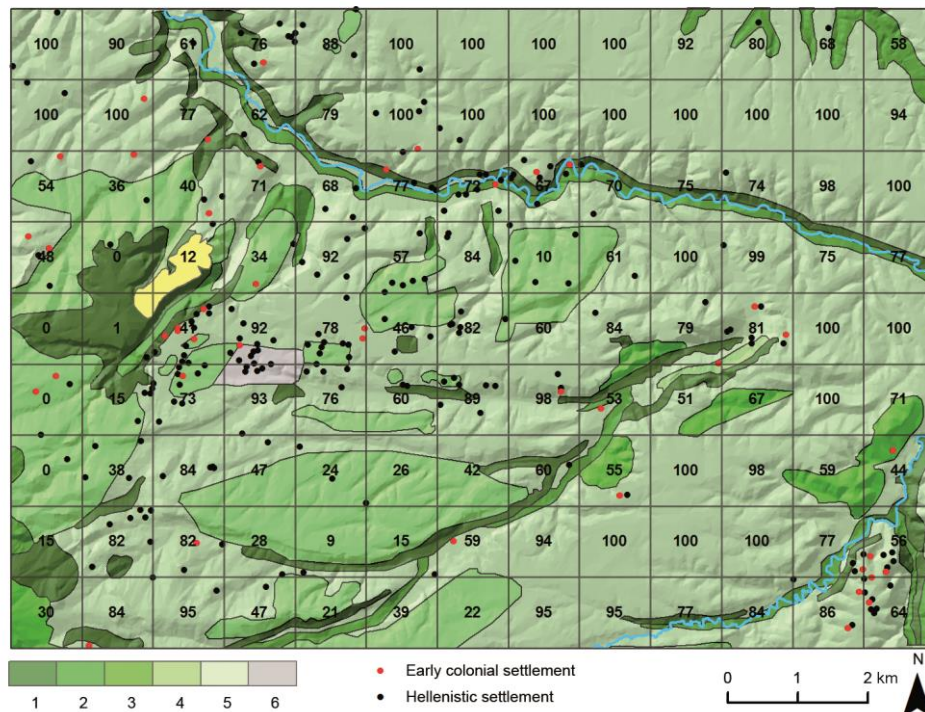 100 90 61 76 88 100 100 100 100 92 80 68 58
100 100 77 62 79 100 100 100 100 100 100 100 94
54 36 40 71 68 77 72 67 70 75 74 98 100
48 0 12 34 92 57 84 10 61 100 99 75 77
0 1 41 92 78 46 82 60 84 79 81 100 100
0 15 73 93 76 60 89 98 53 51 67 100 71
0 38 84 47 24 26 42 60 55 100 98 59 44
15 82 82 28 9 15 59 94 100 100 100 77 56
30 84 95 47 21 39 22 95 95 77 84 86 64
1 2 3 4 5 6
Early colonial settlement
Hellenistic settlement
0 1 2 km
N